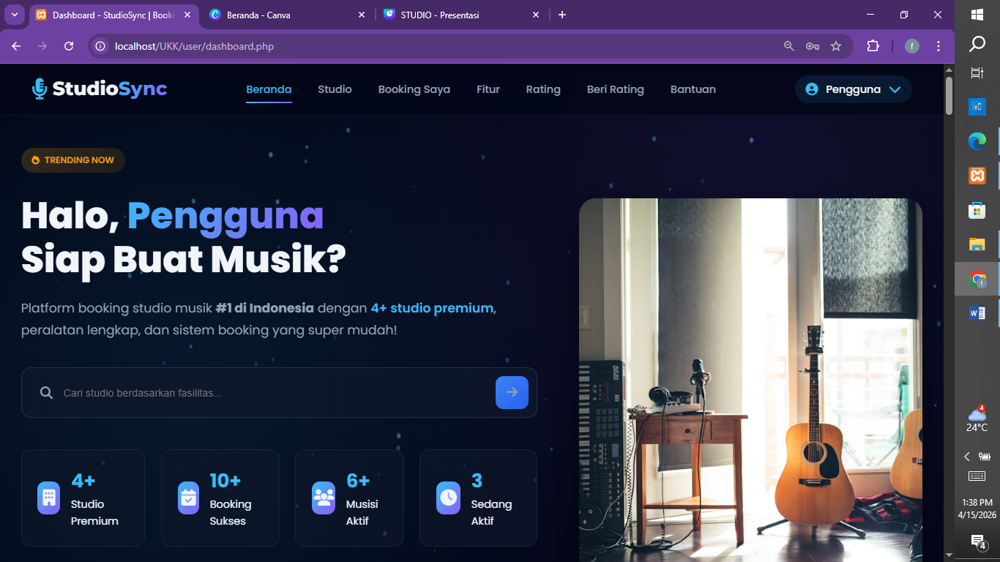 Dashboard - StudioSync | Booki
Beranda - Canva
STUDIO - Presentasi
localhost/UKK/user/dashboard.php
f
StudioSync
Beranda
Studio
Booking Saya
Fitur
Rating
Beri Rating
Bantuan
Pengguna
TRENDING NOW
Halo, Pengguna
Siap Buat Musik?
Platform booking studio musik #1 di Indonesia dengan 4+ studio premium,
peralatan lengkap, dan sistem booking yang super mudah!
Cari studio berdasarkan fasilitas...
4+
Studio
Premium
10+
Booking
Sukses
6+
Musisi
Aktif
3
Sedang
Aktif
AKAI
4
24°C
1:38 PM
4/15/2026
4